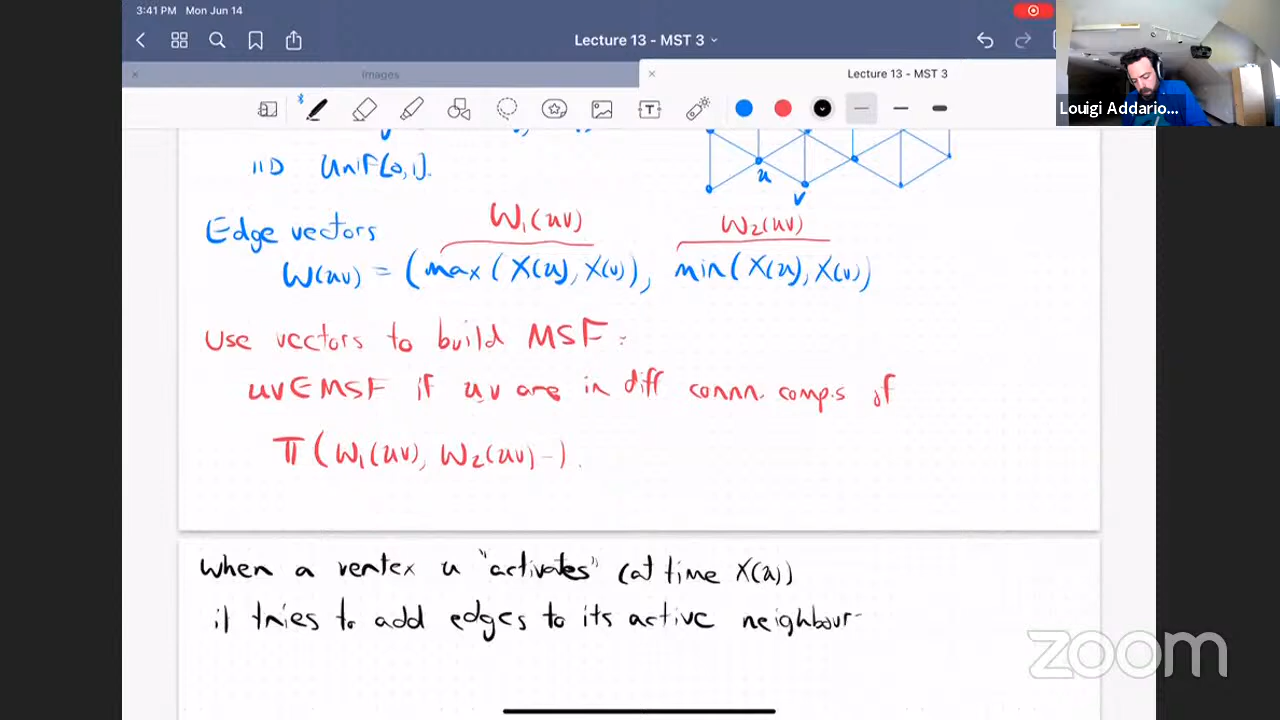 3:41 PM Mon Jun 14
Lecture 13 - MST 3
Images
Lecture 13 - MST 3
Louigi Addario...
IID Unif[0,1].
u
v
W₁(uv) W₂(uv)
Edge vectors
W(uv) = (max(X(u), X(v)), min(X(u), X(v))
Use vectors to build MSF:
uv∈MSF if u,v are in diff conn. comp.s of
Π(W₁(uv), W₂(uv)-).
When a vertex u "activates" (at time X(u))
it tries to add edges to its active neighbour
zoom